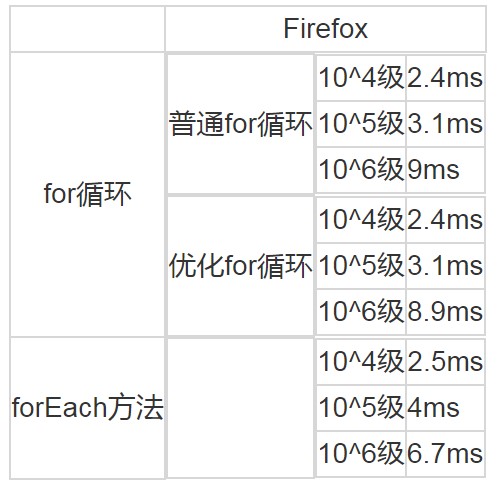 Firefox
for循环
普通for循环
10^4级 2.4ms
10^5级 3.1ms
10^6级 9ms
优化for循环
10^4级 2.4ms
10^5级 3.1ms
10^6级 8.9ms
forEach方法
10^4级 2.5ms
10^5级 4ms
10^6级 6.7ms